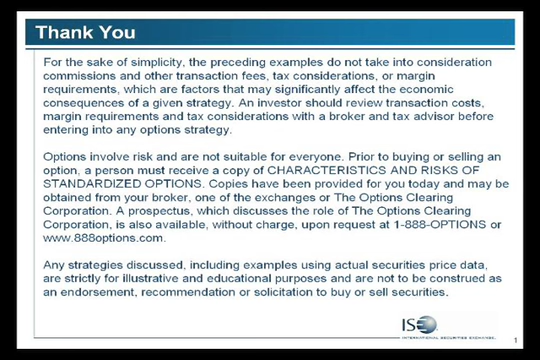 Thank You
For the sake of simplicity, the preceding examples do not take into consideration
commissions and other transaction fees, tax considerations, or margin
requirements, which are factors that may significantly affect the economic
consequences of a given strategy. An investor should review transaction costs,
margin requirements and tax considerations with a broker and tax advisor before
entering into any options strategy.
Options involve risk and are not suitable for everyone. Prior to buying or selling an
option, a person must receive a copy of CHARACTERISTICS AND RISKS OF
STANDARDIZED OPTIONS. Copies have been provided for you today and may be
obtained from your broker, one of the exchanges or The Options Clearing
Corporation. A prospectus, which discusses the role of The Options Clearing
Corporation, is also available, without charge, upon request at 1-888-OPTIONS or
www.888options.com.
Any strategies discussed, including examples using actual securities price data,
are strictly for illustrative and educational purposes and are not to be construed as
an endorsement, recommendation or solicitation to buy or sell securities.
ISE
INTERNATIONAL SECURITIES EXCHANGE.
1